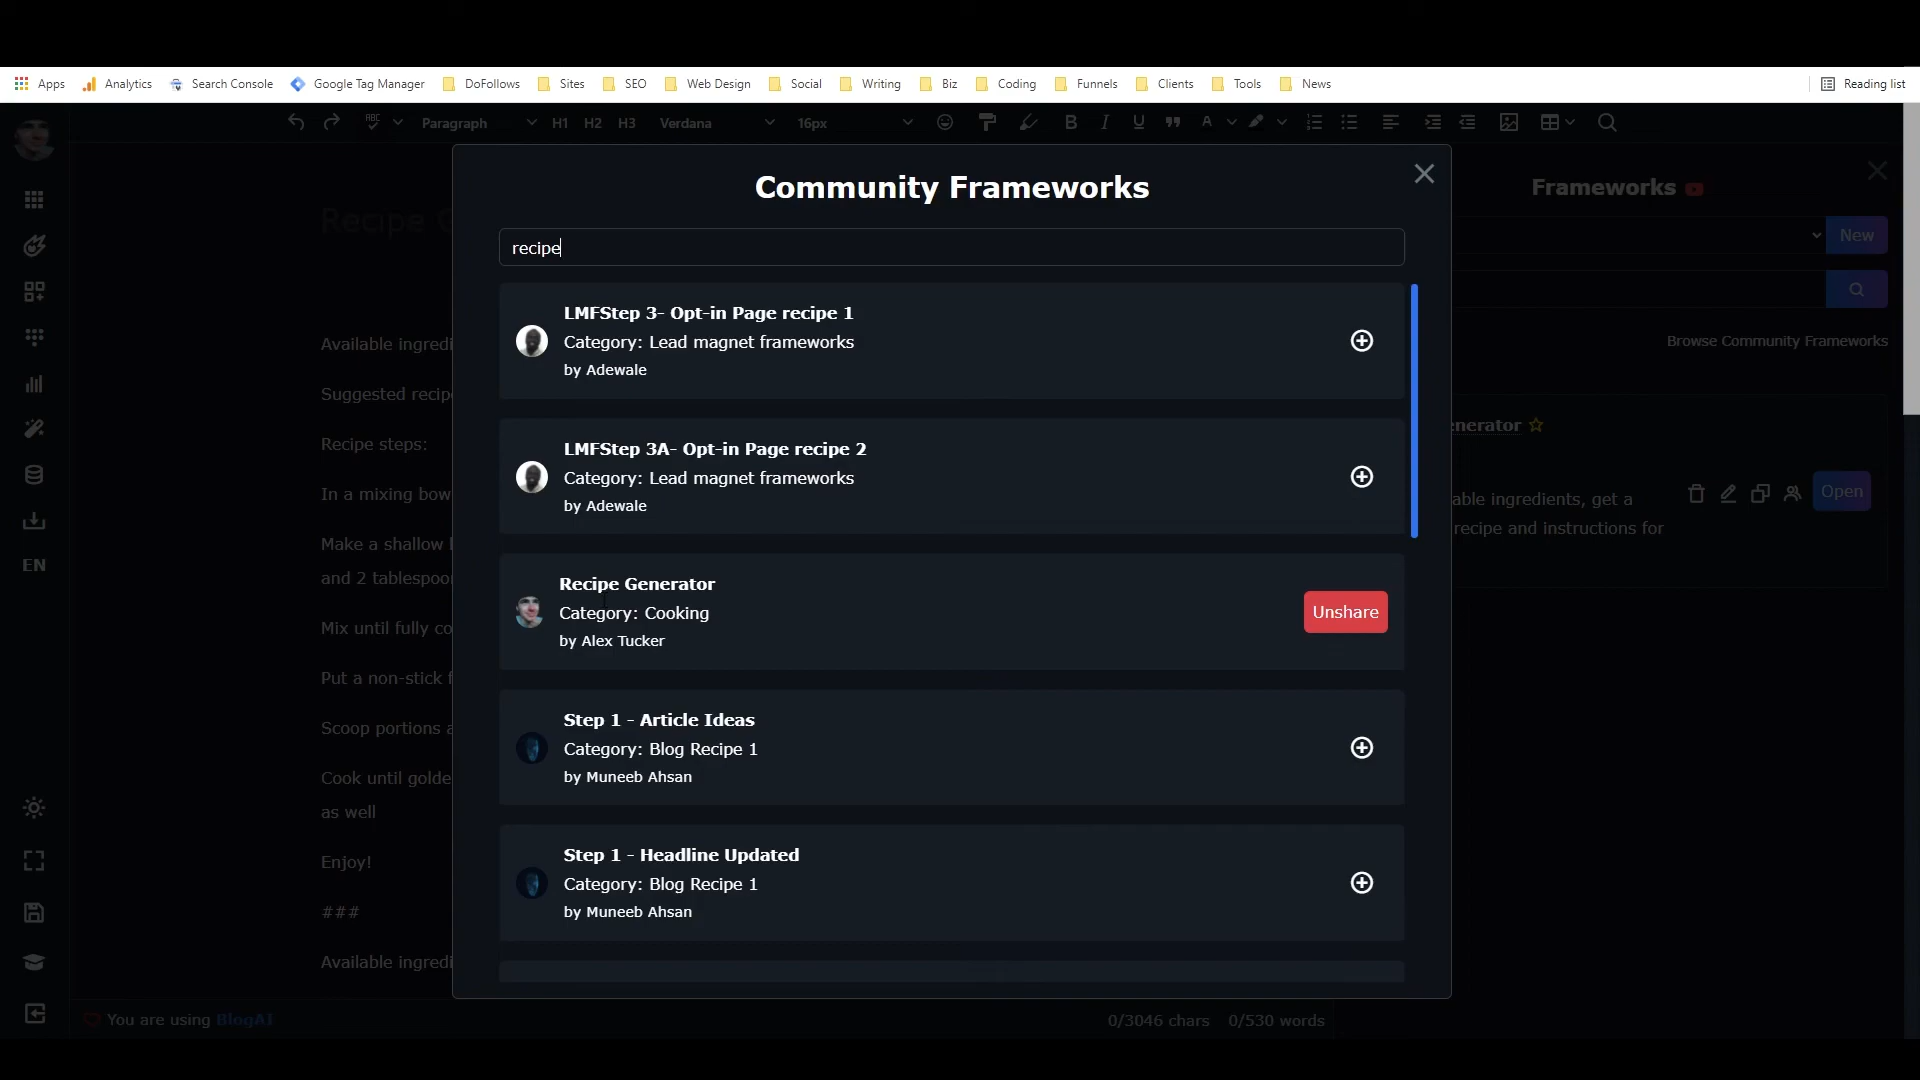 Apps Analytics Search Console Google Tag Manager DoFollows Sites SEO Web Design Social Writing Biz Coding Funnels Clients Tools News Reading list
ABC Paragraph H1 H2 H3 Verdana 16px B I U A
Community Frameworks
recipe
LMFStep 3- Opt-in Page recipe 1
Category: Lead magnet frameworks
by Adewale
LMFStep 3A- Opt-in Page recipe 2
Category: Lead magnet frameworks
by Adewale
Recipe Generator
Category: Cooking
by Alex Tucker
Unshare
Step 1 - Article Ideas
Category: Blog Recipe 1
by Muneeb Ahsan
Step 1 - Headline Updated
Category: Blog Recipe 1
by Muneeb Ahsan
EN
Recipe
Available ingredi
Suggested recip
Recipe steps:
In a mixing bow
Make a shallow
and 2 tablespoo
Mix until fully co
Put a non-stick
Scoop portions a
Cook until golde
as well
Enjoy!
###
Available ingredi
Frameworks
New
Browse Community Frameworks
nerator
able ingredients, get a
recipe and instructions for
Open
You are using BlogAI
0/3046 chars 0/530 words